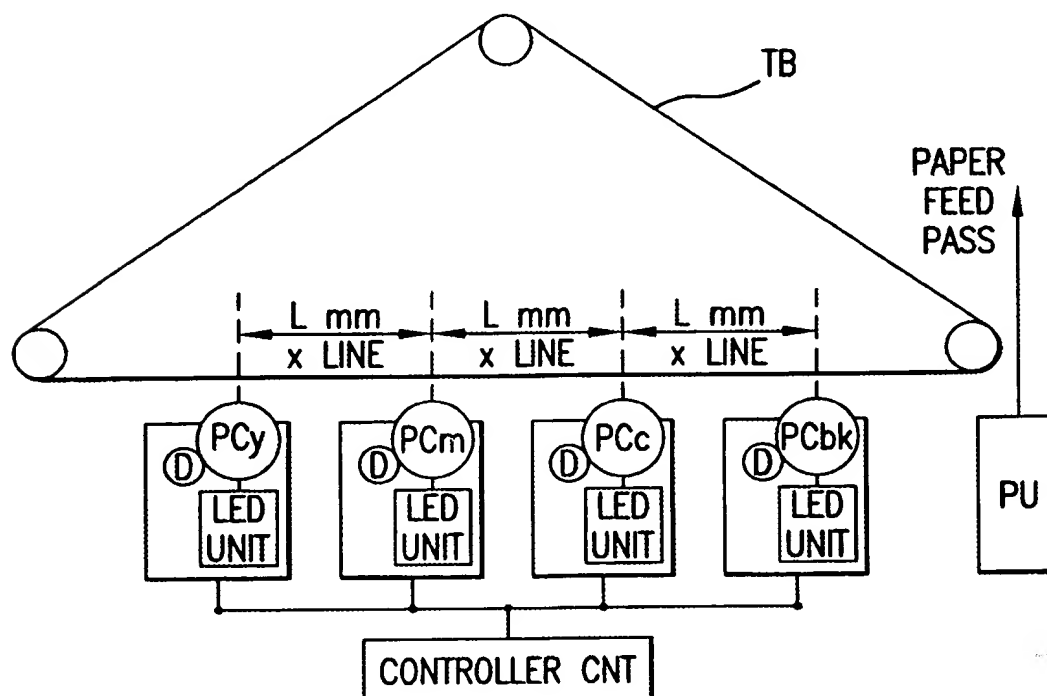 TB
PAPER
FEED
PASS
L mm L mm L mm
x LINE x LINE x LINE
PCy PCm PCc PCbk
D D D D
LED LED LED LED
UNIT UNIT UNIT UNIT
PU
CONTROLLER CNT